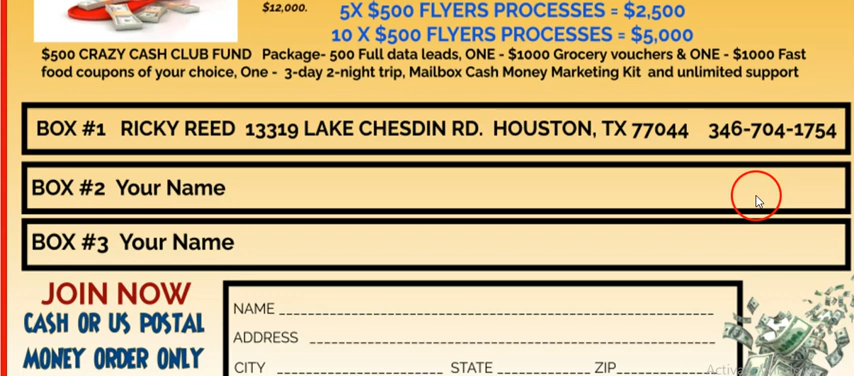 $12,000.
5X $500 FLYERS PROCESSES = $2,500
10 X $500 FLYERS PROCESSES = $5,000
$500 CRAZY CASH CLUB FUND Package- 500 Full data leads, ONE - $1000 Grocery vouchers & ONE - $1000 Fast
food coupons of your choice, One - 3-day 2-night trip, Mailbox Cash Money Marketing Kit and unlimited support
BOX #1 RICKY REED 13319 LAKE CHESDIN RD. HOUSTON, TX 77044 346-704-1754
BOX #2 Your Name
BOX #3 Your Name
JOIN NOW
CASH OR US POSTAL
MONEY ORDER ONLY
NAME
ADDRESS
CITY STATE ZIP